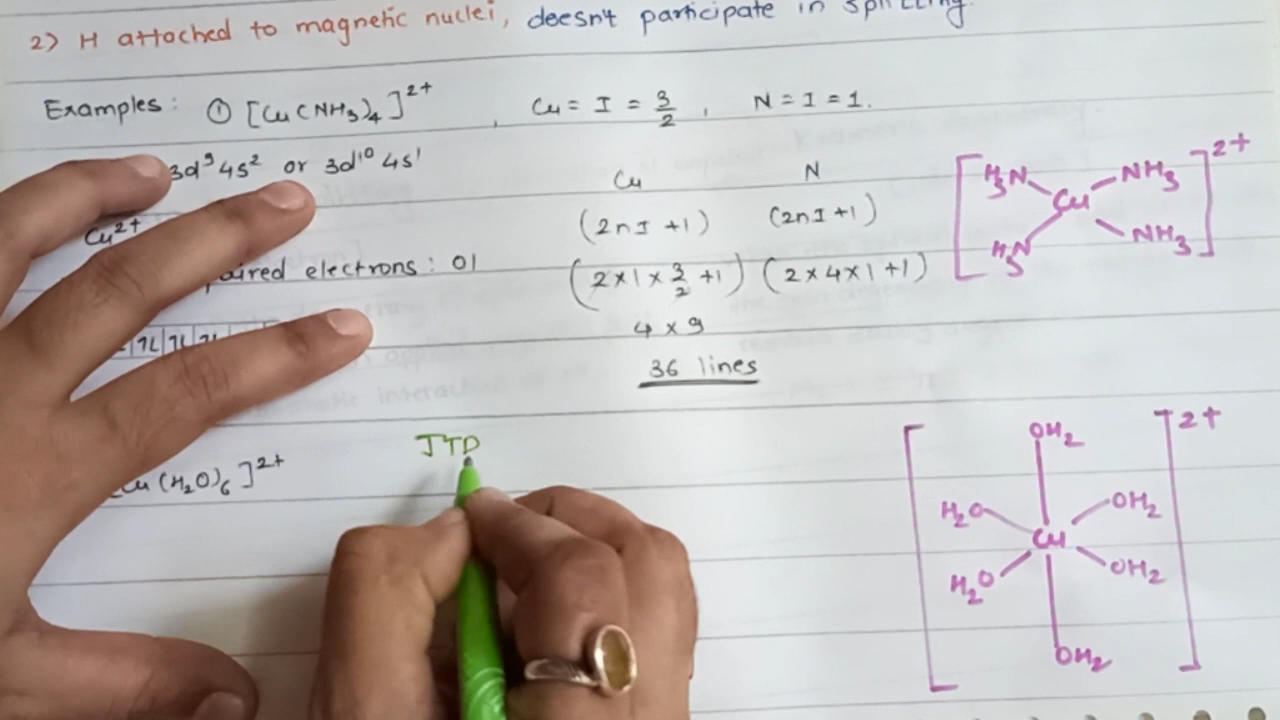 2) H attached to magnetic nuclei, deesn't participate in splitting.
Examples: ① [Cu(NH3)4]2+, Cu = I = 3/2, N = I = 1.
3d9 4s2 or 3d10 4s1
Cu2+
electrons: 01
Cu N
(2nI +1) (2nI +1)
(2×1×3/2 +1) (2×4×1 +1)
4 × 9
36 lines
[H3N NH3]2+
Cu
H3N NH3
JTD
Cu (H2O)6]2+
[OH2]2+
H2O OH2
Cu
H2O OH2
OH2